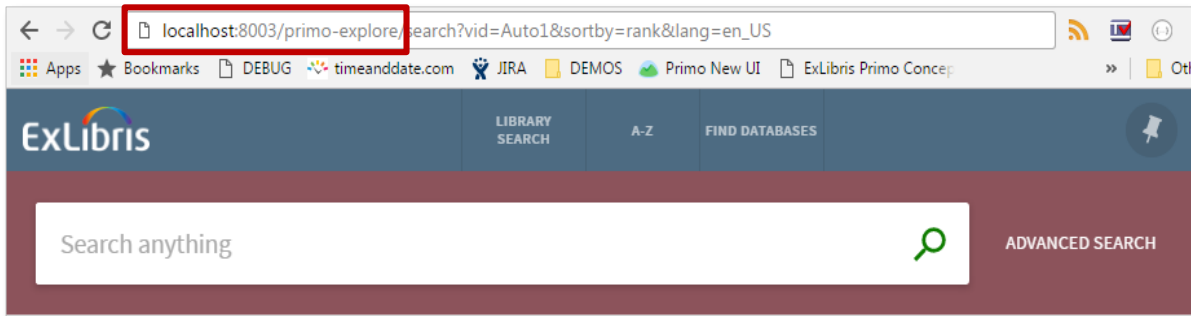 localhost:8003/primo-explore/search?vid=Auto1&sortby=rank&lang=en_US
Apps Bookmarks DEBUG timeanddate.com JIRA DEMOS Primo New UI ExLibris Primo Concep » Oth
ExLibris LIBRARY SEARCH A-Z FIND DATABASES
Search anything ADVANCED SEARCH